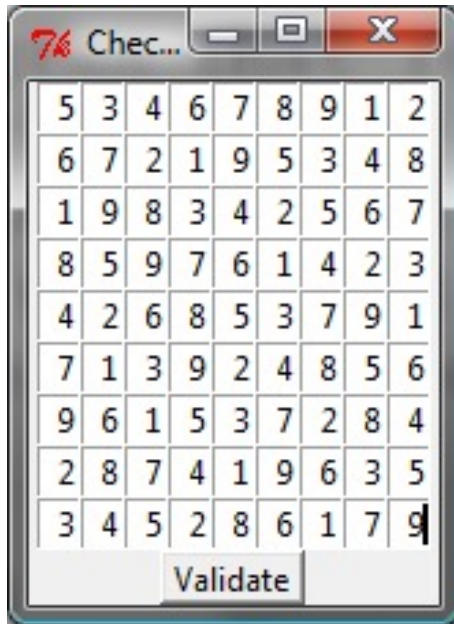 Chec...
5 3 4 6 7 8 9 1 2
6 7 2 1 9 5 3 4 8
1 9 8 3 4 2 5 6 7
8 5 9 7 6 1 4 2 3
4 2 6 8 5 3 7 9 1
7 1 3 9 2 4 8 5 6
9 6 1 5 3 7 2 8 4
2 8 7 4 1 9 6 3 5
3 4 5 2 8 6 1 7 9
Validate